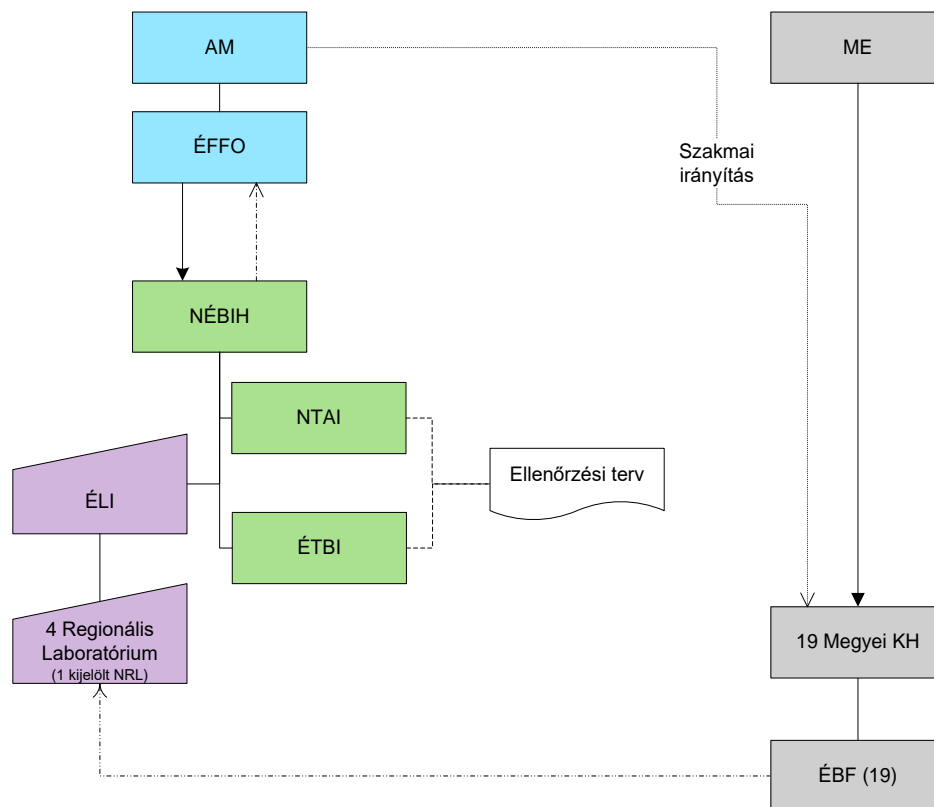 AM
ME
ÉFFO
Szakmai
irányítás
NÉBIH
NTAI
Ellenőrzési terv
ÉLI
ÉTBI
4 Regionális
Laboratórium
(1 kijelölt NRL)
19 Megyei KH
ÉBF (19)